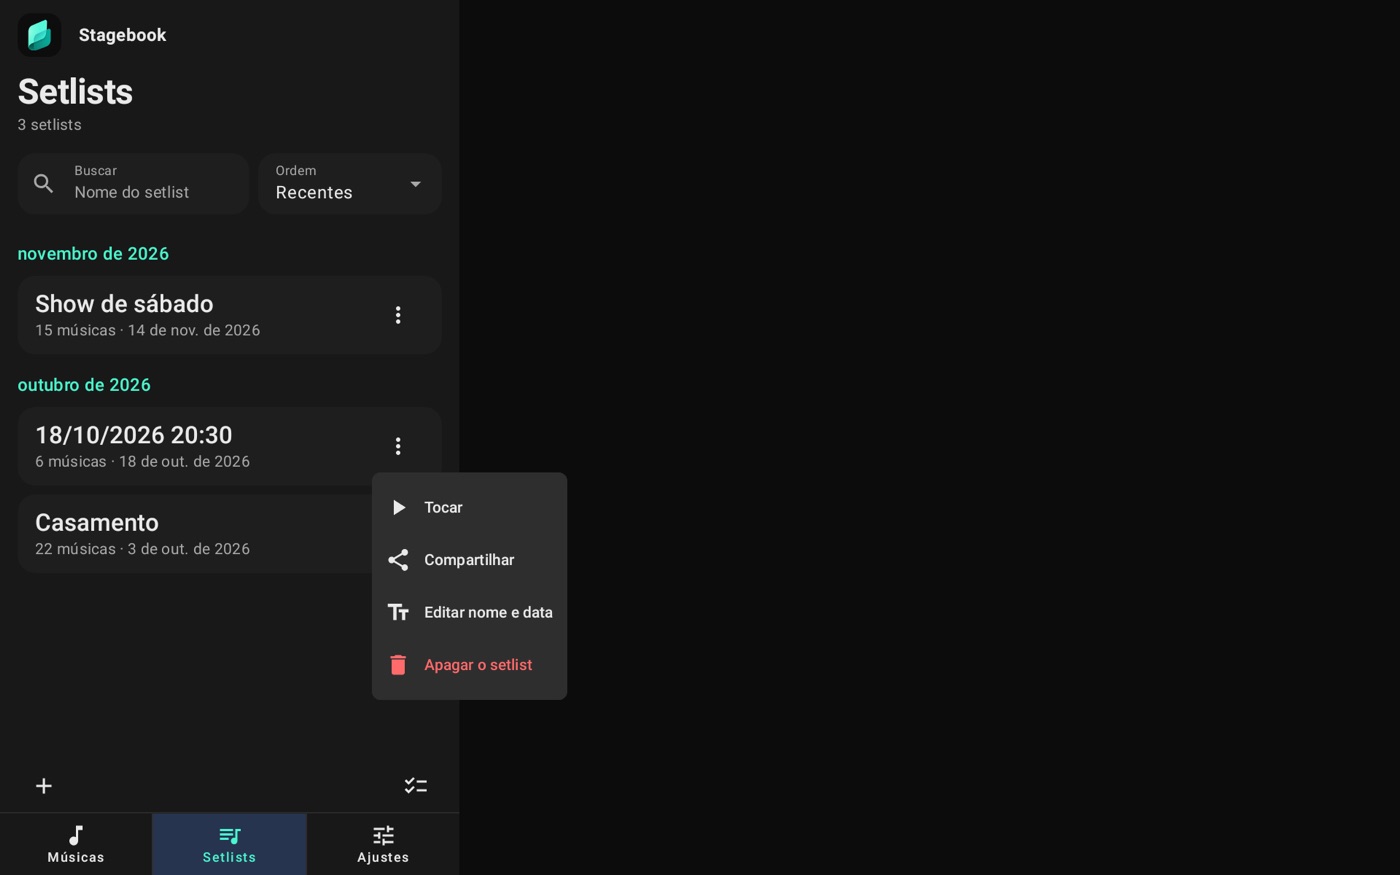 Stagebook
Setlists
3 setlists
Buscar
Nome do setlist
Ordem
Recentes
novembro de 2026
Show de sábado
15 músicas · 14 de nov. de 2026
outubro de 2026
18/10/2026 20:30
6 músicas · 18 de out. de 2026
Casamento
22 músicas · 3 de out. de 2026
Tocar
Compartilhar
Editar nome e data
Apagar o setlist
Músicas
Setlists
Ajustes